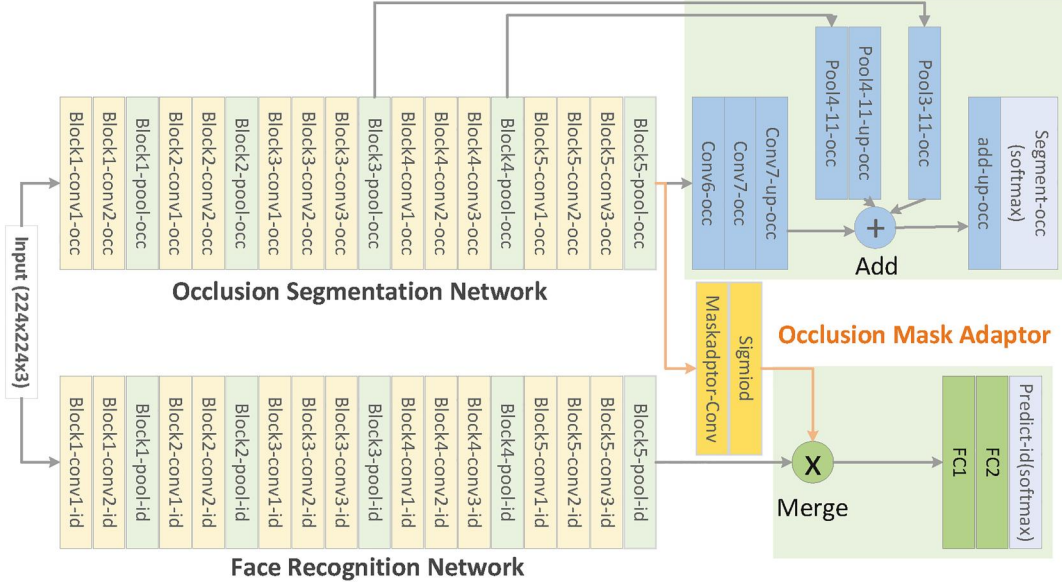 Input (224x224x3)
Block1-conv1-occ
Block1-conv2-occ
Block1-pool-occ
Block2-conv1-occ
Block2-conv2-occ
Block2-pool-occ
Block3-conv1-occ
Block3-conv2-occ
Block3-conv3-occ
Block3-pool-occ
Block4-conv1-occ
Block4-conv2-occ
Block4-conv3-occ
Block4-pool-occ
Block5-conv1-occ
Block5-conv2-occ
Block5-conv3-occ
Block5-pool-occ
Occlusion Segmentation Network
Conv6-occ
Conv7-occ
Conv7-up-occ
Pool4-11-occ
Pool4-11-up-occ
Pool3-11-occ
+
Add
add-up-occ
Segment-occ
(softmax)
Maskadptor-Conv
Sigmiod
Occlusion Mask Adaptor
Block1-conv1-id
Block1-conv2-id
Block1-pool-id
Block2-conv1-id
Block2-conv2-id
Block2-pool-id
Block3-conv1-id
Block3-conv2-id
Block3-conv3-id
Block3-pool-id
Block4-conv1-id
Block4-conv2-id
Block4-conv3-id
Block4-pool-id
Block5-conv1-id
Block5-conv2-id
Block5-conv3-id
Block5-pool-id
Face Recognition Network
X
Merge
FC1
FC2
Predict-id(softmax)